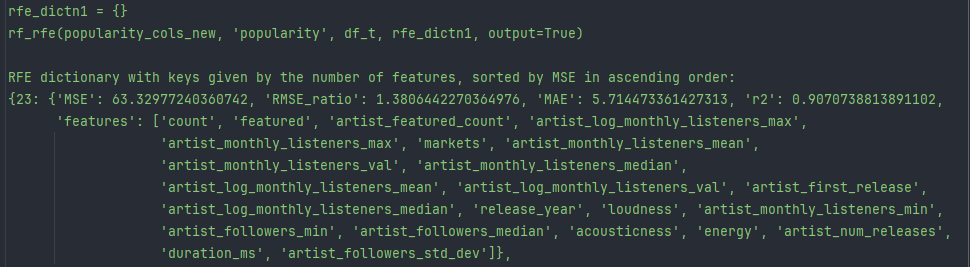 rfe_dictn1 = {}
rf_rfe(popularity_cols_new, 'popularity', df_t, rfe_dictn1, output=True)
RFE dictionary with keys given by the number of features, sorted by MSE in ascending order:
{23: {'MSE': 63.32977240360742, 'RMSE_ratio': 1.3806442270364976, 'MAE': 5.714473361427313, 'r2': 0.9070738813891102,
'features': ['count', 'featured', 'artist_featured_count', 'artist_log_monthly_listeners_max',
'artist_monthly_listeners_max', 'markets', 'artist_monthly_listeners_mean',
'artist_monthly_listeners_val', 'artist_monthly_listeners_median',
'artist_log_monthly_listeners_mean', 'artist_log_monthly_listeners_val', 'artist_first_release',
'artist_log_monthly_listeners_median', 'release_year', 'loudness', 'artist_monthly_listeners_min',
'artist_followers_min', 'artist_followers_median', 'acousticness', 'energy', 'artist_num_releases',
'duration_ms', 'artist_followers_std_dev']},